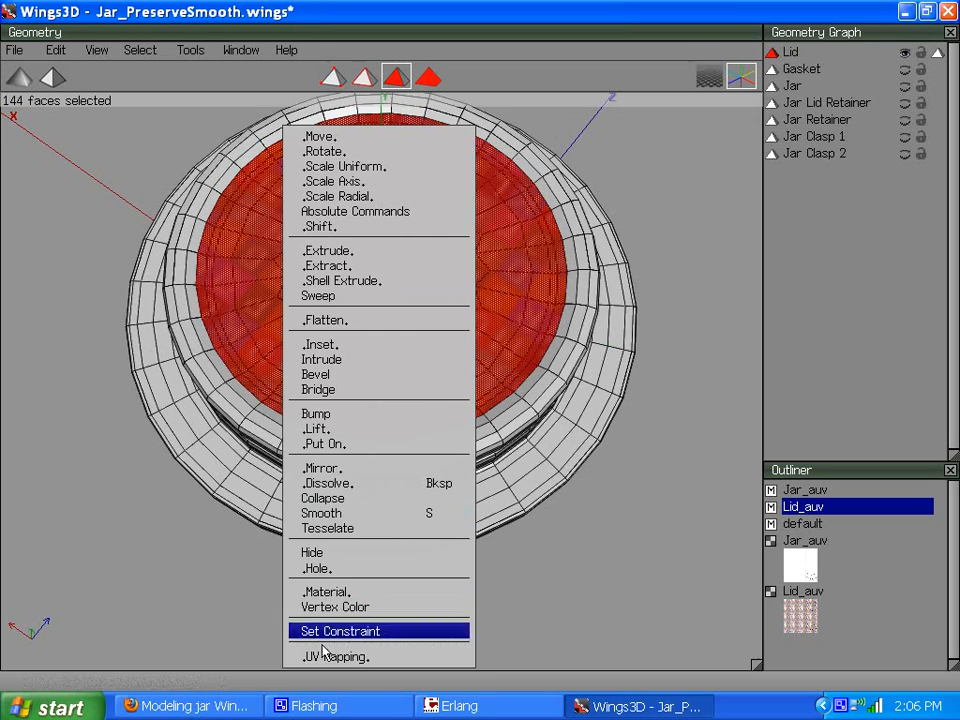 Wings3D - Jar_PreserveSmooth.wings*
Geometry
File Edit View Select Tools Window Help
144 faces selected
X
Y
Z
.Move.
.Rotate.
.Scale Uniform.
.Scale Axis.
.Scale Radial.
Absolute Commands
.Shift.
.Extrude.
.Extract.
.Shell Extrude.
Sweep
.Flatten.
.Inset.
Intrude
Bevel
Bridge
Bump
.Lift.
.Put On.
.Mirror.
.Dissolve. Bksp
Collapse
Smooth S
Tesselate
Hide
.Hole.
.Material.
Vertex Color
Set Constraint
.UV Mapping.
Geometry Graph
Lid
Gasket
Jar
Jar Lid Retainer
Jar Retainer
Jar Clasp 1
Jar Clasp 2
Outliner
M Jar_auv
M Lid_auv
M default
Jar_auv
Lid_auv
start
Modeling jar Win...
Flashing
Erlang
Wings3D - Jar_P...
2:06 PM